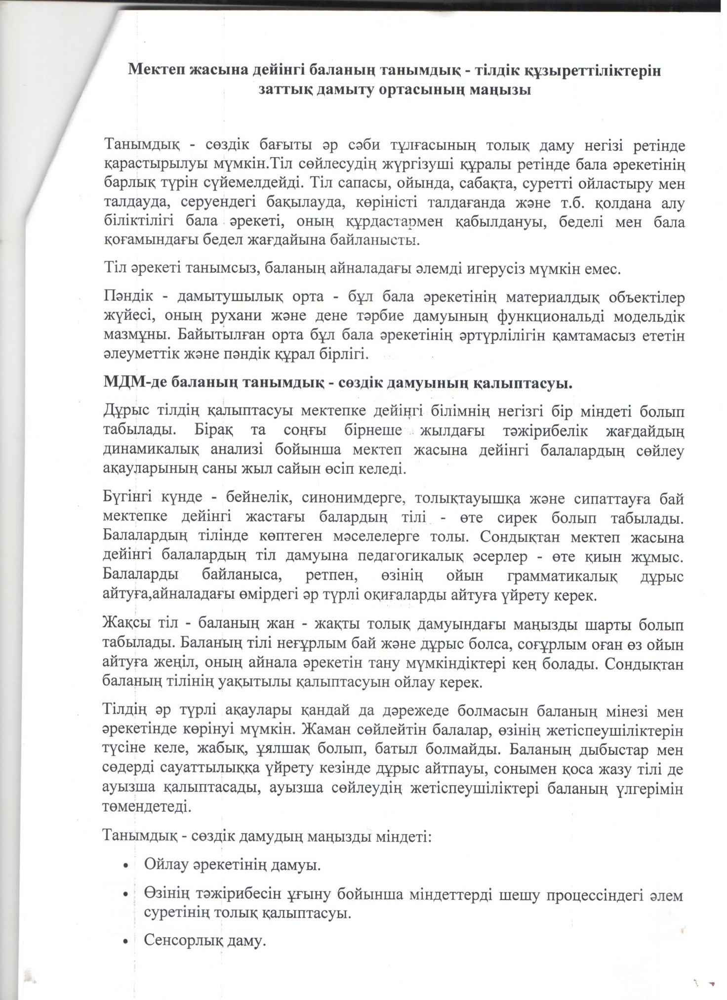 Мектеп жасына дейінгі баланың танымдық - тілдік құзыреттіліктерін
заттық дамыту ортасының маңызы
Танымдық - сөздік бағыты әр сәби тұлғасының толық даму негізі ретінде
қарастырылуы мүмкін.Тіл сөйлесудің жүргізуші құралы ретінде бала әрекетінің
барлық түрін сүйемелдейді. Тіл сапасы, ойында, сабақта, суретті ойластыру мен
талдауда, серуендегі бақылауда, көріністі талдағанда және т.б. қолдана алу
біліктілігі бала әрекеті, оның құрдастармен қабылдануы, беделі мен бала
қоғамындағы бедел жағдайына байланысты.
Тіл әрекеті танымсыз, баланың айналадағы әлемді игерусіз мүмкін емес.
Пәндік - дамытушылық орта - бұл бала әрекетінің материалдық объектілер
жүйесі, оның рухани және дене тәрбие дамуының функциональді модельдік
мазмұны. Байытылған орта бұл бала әрекетінің әртүрлілігін қамтамасыз ететін
әлеуметтік және пәндік құрал бірлігі.
МДМ-де баланың танымдық - сөздік дамуының қалыптасуы.
Дұрыс тілдің қалыптасуы мектепке дейіңгі білімнің негізгі бір міндеті болып
табылады. Бірақ та соңғы бірнеше жылдағы тәжірибелік жағдайдың
динамикалық анализі бойынша мектеп жасына дейінгі балалардың сөйлеу
ақауларының саны жыл сайын өсіп келеді.
Бүгінгі күнде - бейнелік, синонимдерге, толықтауышқа және сипаттауға бай
мектепке дейінгі жастағы балардың тілі - өте сирек болып табылады.
Балалардың тілінде көптеген мәселелерге толы. Сондықтан мектеп жасына
дейінгі балалардың тіл дамуына педагогикалық әсерлер - өте қиын жұмыс.
Балаларды байланыса, ретпен, өзінің ойын грамматикалық дұрыс
айтуға,айналадағы өмірдегі әр түрлі оқиғаларды айтуға үйрету керек.
Жақсы тіл - баланың жан - жақты толық дамуындағы маңызды шарты болып
табылады. Баланың тілі неғұрлым бай және дұрыс болса, соғұрлым оған өз ойын
айтуға жеңіл, оның айнала әрекетін тану мүмкіндіктері кең болады. Сондықтан
баланың тілінің уақытылы қалыптасуын ойлау керек.
Тілдің әр түрлі ақаулары қандай да дәрежеде болмасын баланың мінезі мен
әрекетінде көрінуі мүмкін. Жаман сөйлейтін балалар, өзінің жетіспеушіліктерін
түсіне келе, жабық, ұялшақ болып, батыл болмайды. Баланың дыбыстар мен
сөдерді сауаттылыққа үйрету кезінде дұрыс айтпауы, сонымен қоса жазу тілі де
ауызша қалыптасады, ауызша сөйлеудің жетіспеушіліктері баланың үлгерімін
төмендетеді.
Танымдық - сөздік дамудың маңызды міндеті:
• Ойлау әрекетінің дамуы.
• Өзінің тәжірибесін ұғыну бойынша міндеттерді шешу процессіндегі әлем
суретінің толық қалыптасуы.
• Сенсорлық даму.